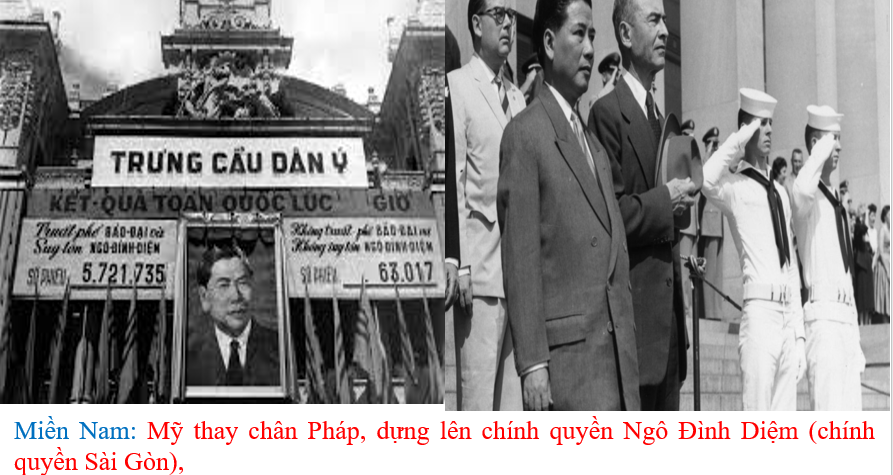 TRƯNG CẦU DÂN Ý
KẾT-QUẢ TOÀN QUỐC LÚC GIỜ
Truất phế BẢO-ĐẠI và
Suy tôn NGÔ-ĐÌNH-DIỆM
SỐ PHIẾU 5.721.735
Không truất phế BẢO-ĐẠI và
Không suy tôn NGÔ-ĐÌNH-DIỆM
SỐ PHIẾU 63.017
Miền Nam: Mỹ thay chân Pháp, dựng lên chính quyền Ngô Đình Diệm (chính
quyền Sài Gòn),